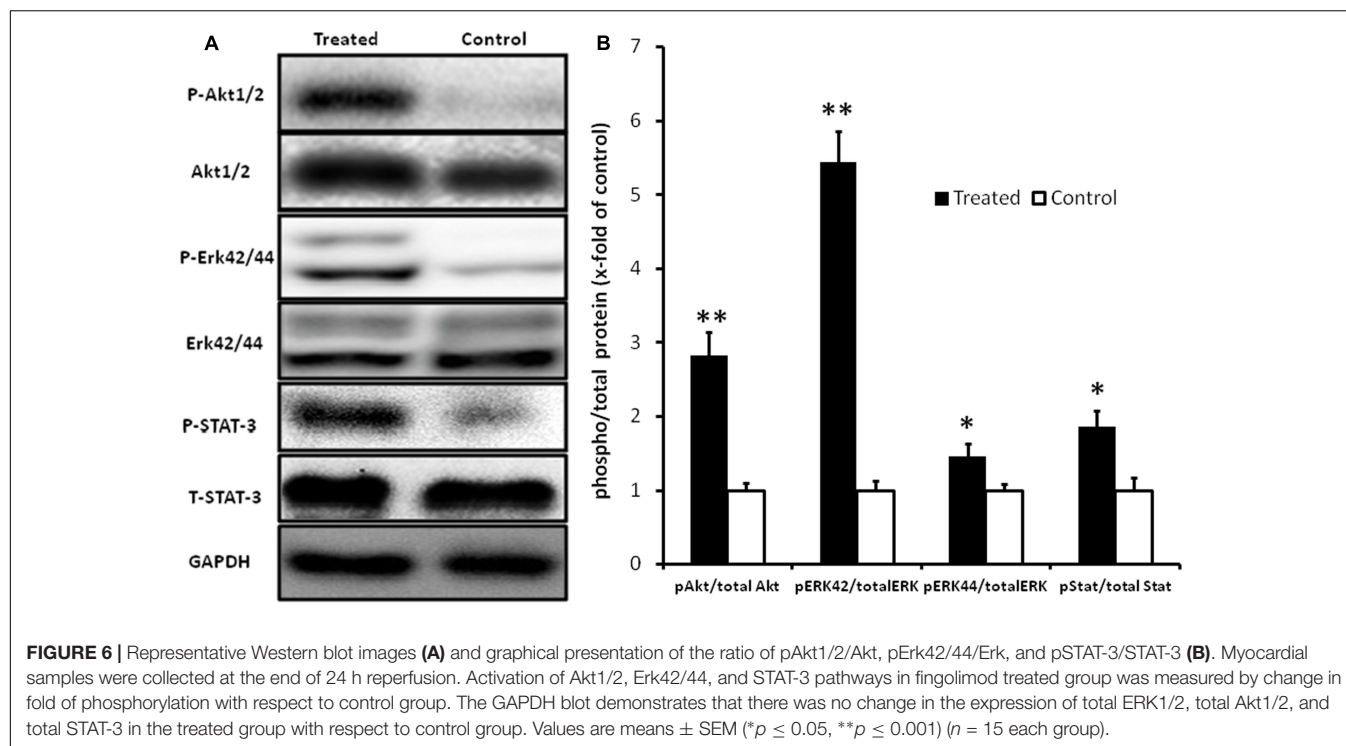 A
Treated Control
P-Akt1/2
Akt1/2
P-Erk42/44
Erk42/44
P-STAT-3
T-STAT-3
GAPDH
B
phospho/total protein (x-fold of control)
7
6
5
4
3
2
1
0
**
**
*
*
Treated Control
pAkt/total Akt pERK42/totalERK pERK44/totalERK pStat/total Stat
FIGURE 6 | Representative Western blot images (A) and graphical presentation of the ratio of pAkt1/2/Akt, pErk42/44/Erk, and pSTAT-3/STAT-3 (B). Myocardial
samples were collected at the end of 24 h reperfusion. Activation of Akt1/2, Erk42/44, and STAT-3 pathways in fingolimod treated group was measured by change in
fold of phosphorylation with respect to control group. The GAPDH blot demonstrates that there was no change in the expression of total ERK1/2, total Akt1/2, and
total STAT-3 in the treated group with respect to control group. Values are means ± SEM (*p ≤ 0.05, **p ≤ 0.001) (n = 15 each group).